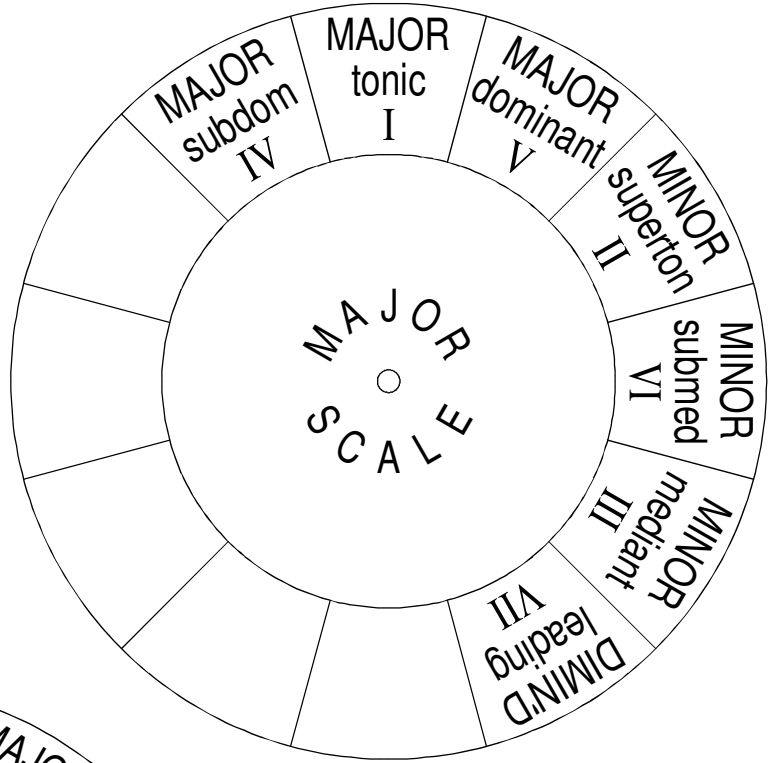 MAJOR
tonic
I
MAJOR
dominant
V
MINOR
superton
II
MINOR
submed
VI
MINOR
mediant
III
DIMIN'D
leading
VII
MAJOR
subdom
IV
MAJOR
SCALE